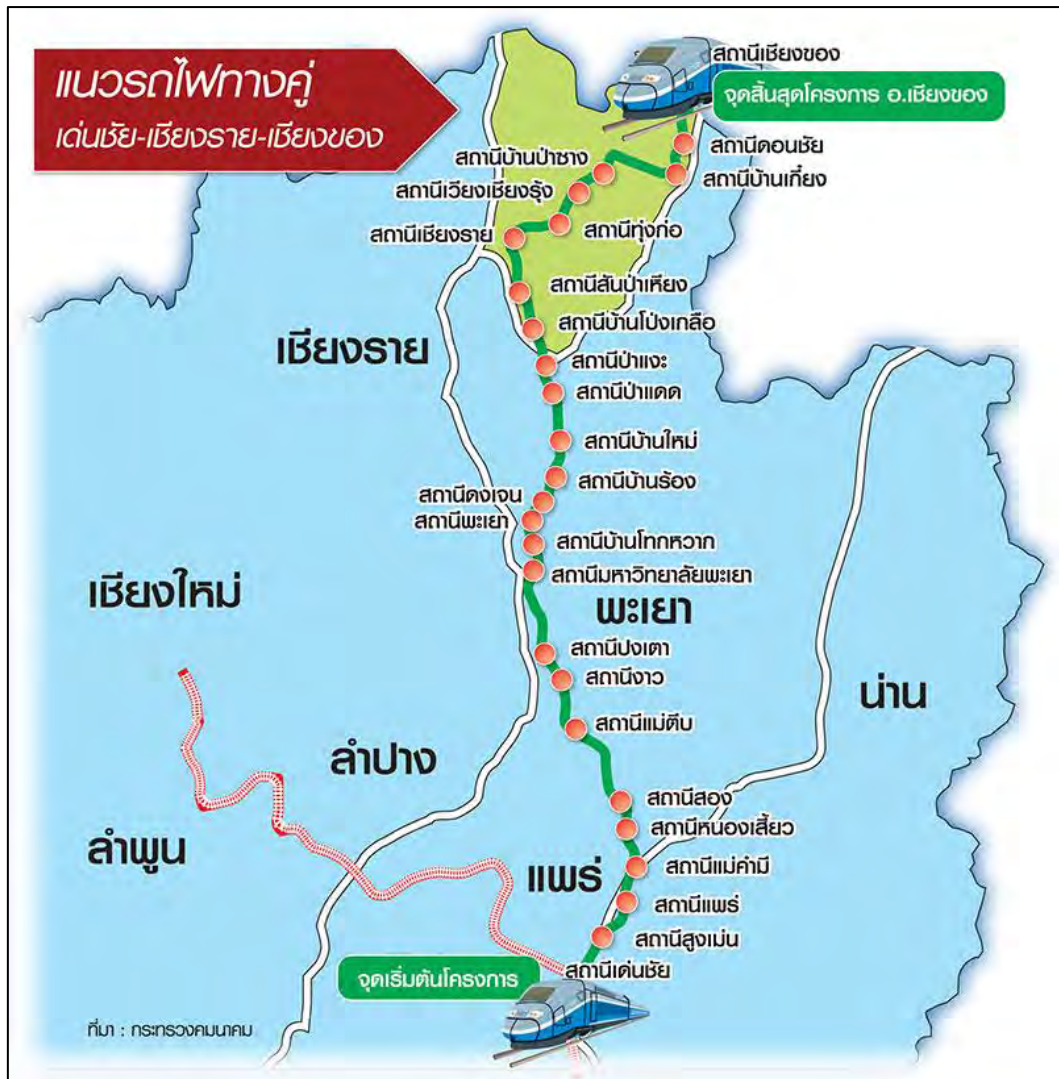 แนวรถไฟทางคู่
เด่นชัย-เชียงราย-เชียงของ
สถานีเชียงของ
จุดสิ้นสุดโครงการ อ.เชียงของ
สถานีดอนชัย
สถานีบ้านเกี๋ยง
สถานีบ้านป่าซาง
สถานีเวียงเชียงรุ้ง
สถานีทุ่งก่อ
สถานีเชียงราย
สถานีสันป่าเหียง
สถานีบ้านโป่งเกลือ
เชียงราย
สถานีป่าแงะ
สถานีป่าแดด
สถานีบ้านใหม่
สถานีบ้านร้อง
สถานีดงเจน
สถานีพะเยา
สถานีบ้านโทกหวาก
สถานีมหาวิทยาลัยพะเยา
เชียงใหม่
พะเยา
สถานีปงเตา
สถานีงาว
น่าน
สถานีแม่ตีบ
ลำปาง
สถานีสอง
สถานีหนองเสี้ยว
ลำพูน
สถานีแม่คำมี
แพร่
สถานีแพร่
สถานีสูงเม่น
สถานีเด่นชัย
จุดเริ่มต้นโครงการ
ที่มา : กระทรวงคมนาคม